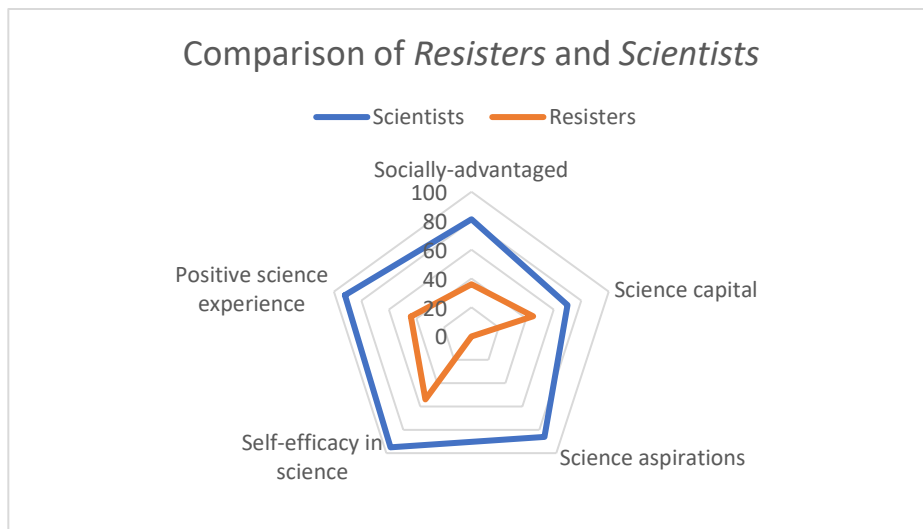 Comparison of Resisters and Scientists
Scientists
Resisters
Socially-advantaged
100
80
60
40
20
0
Science capital
Science aspirations
Self-efficacy in
science
Positive science
experience